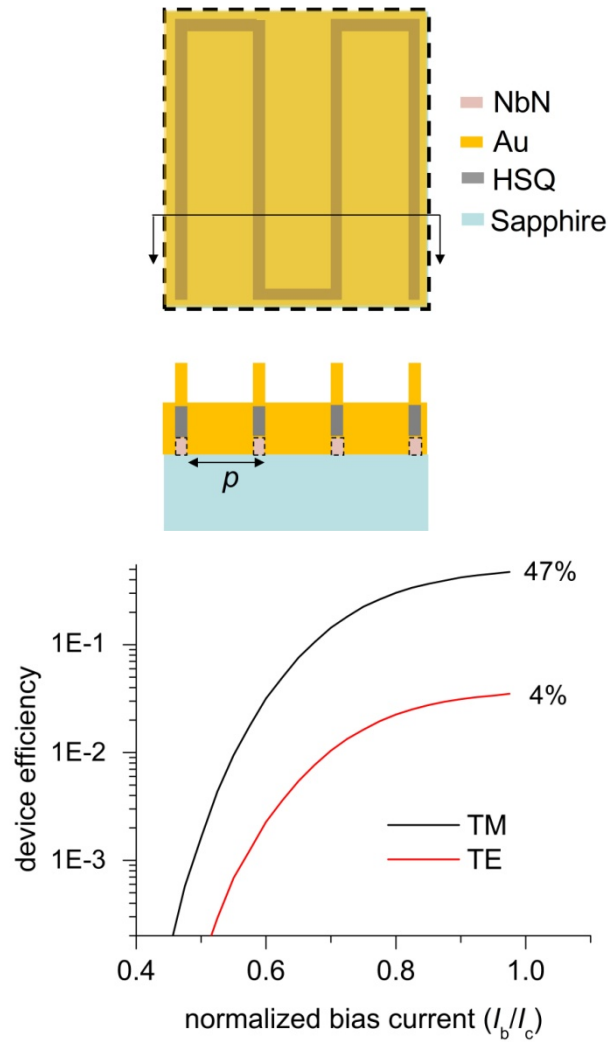 NbN
Au
HSQ
Sapphire
p
47%
4%
1E-1
1E-2
1E-3
device efficiency
TM
TE
0.4
0.6
0.8
1.0
normalized bias current (Ib/Ic)